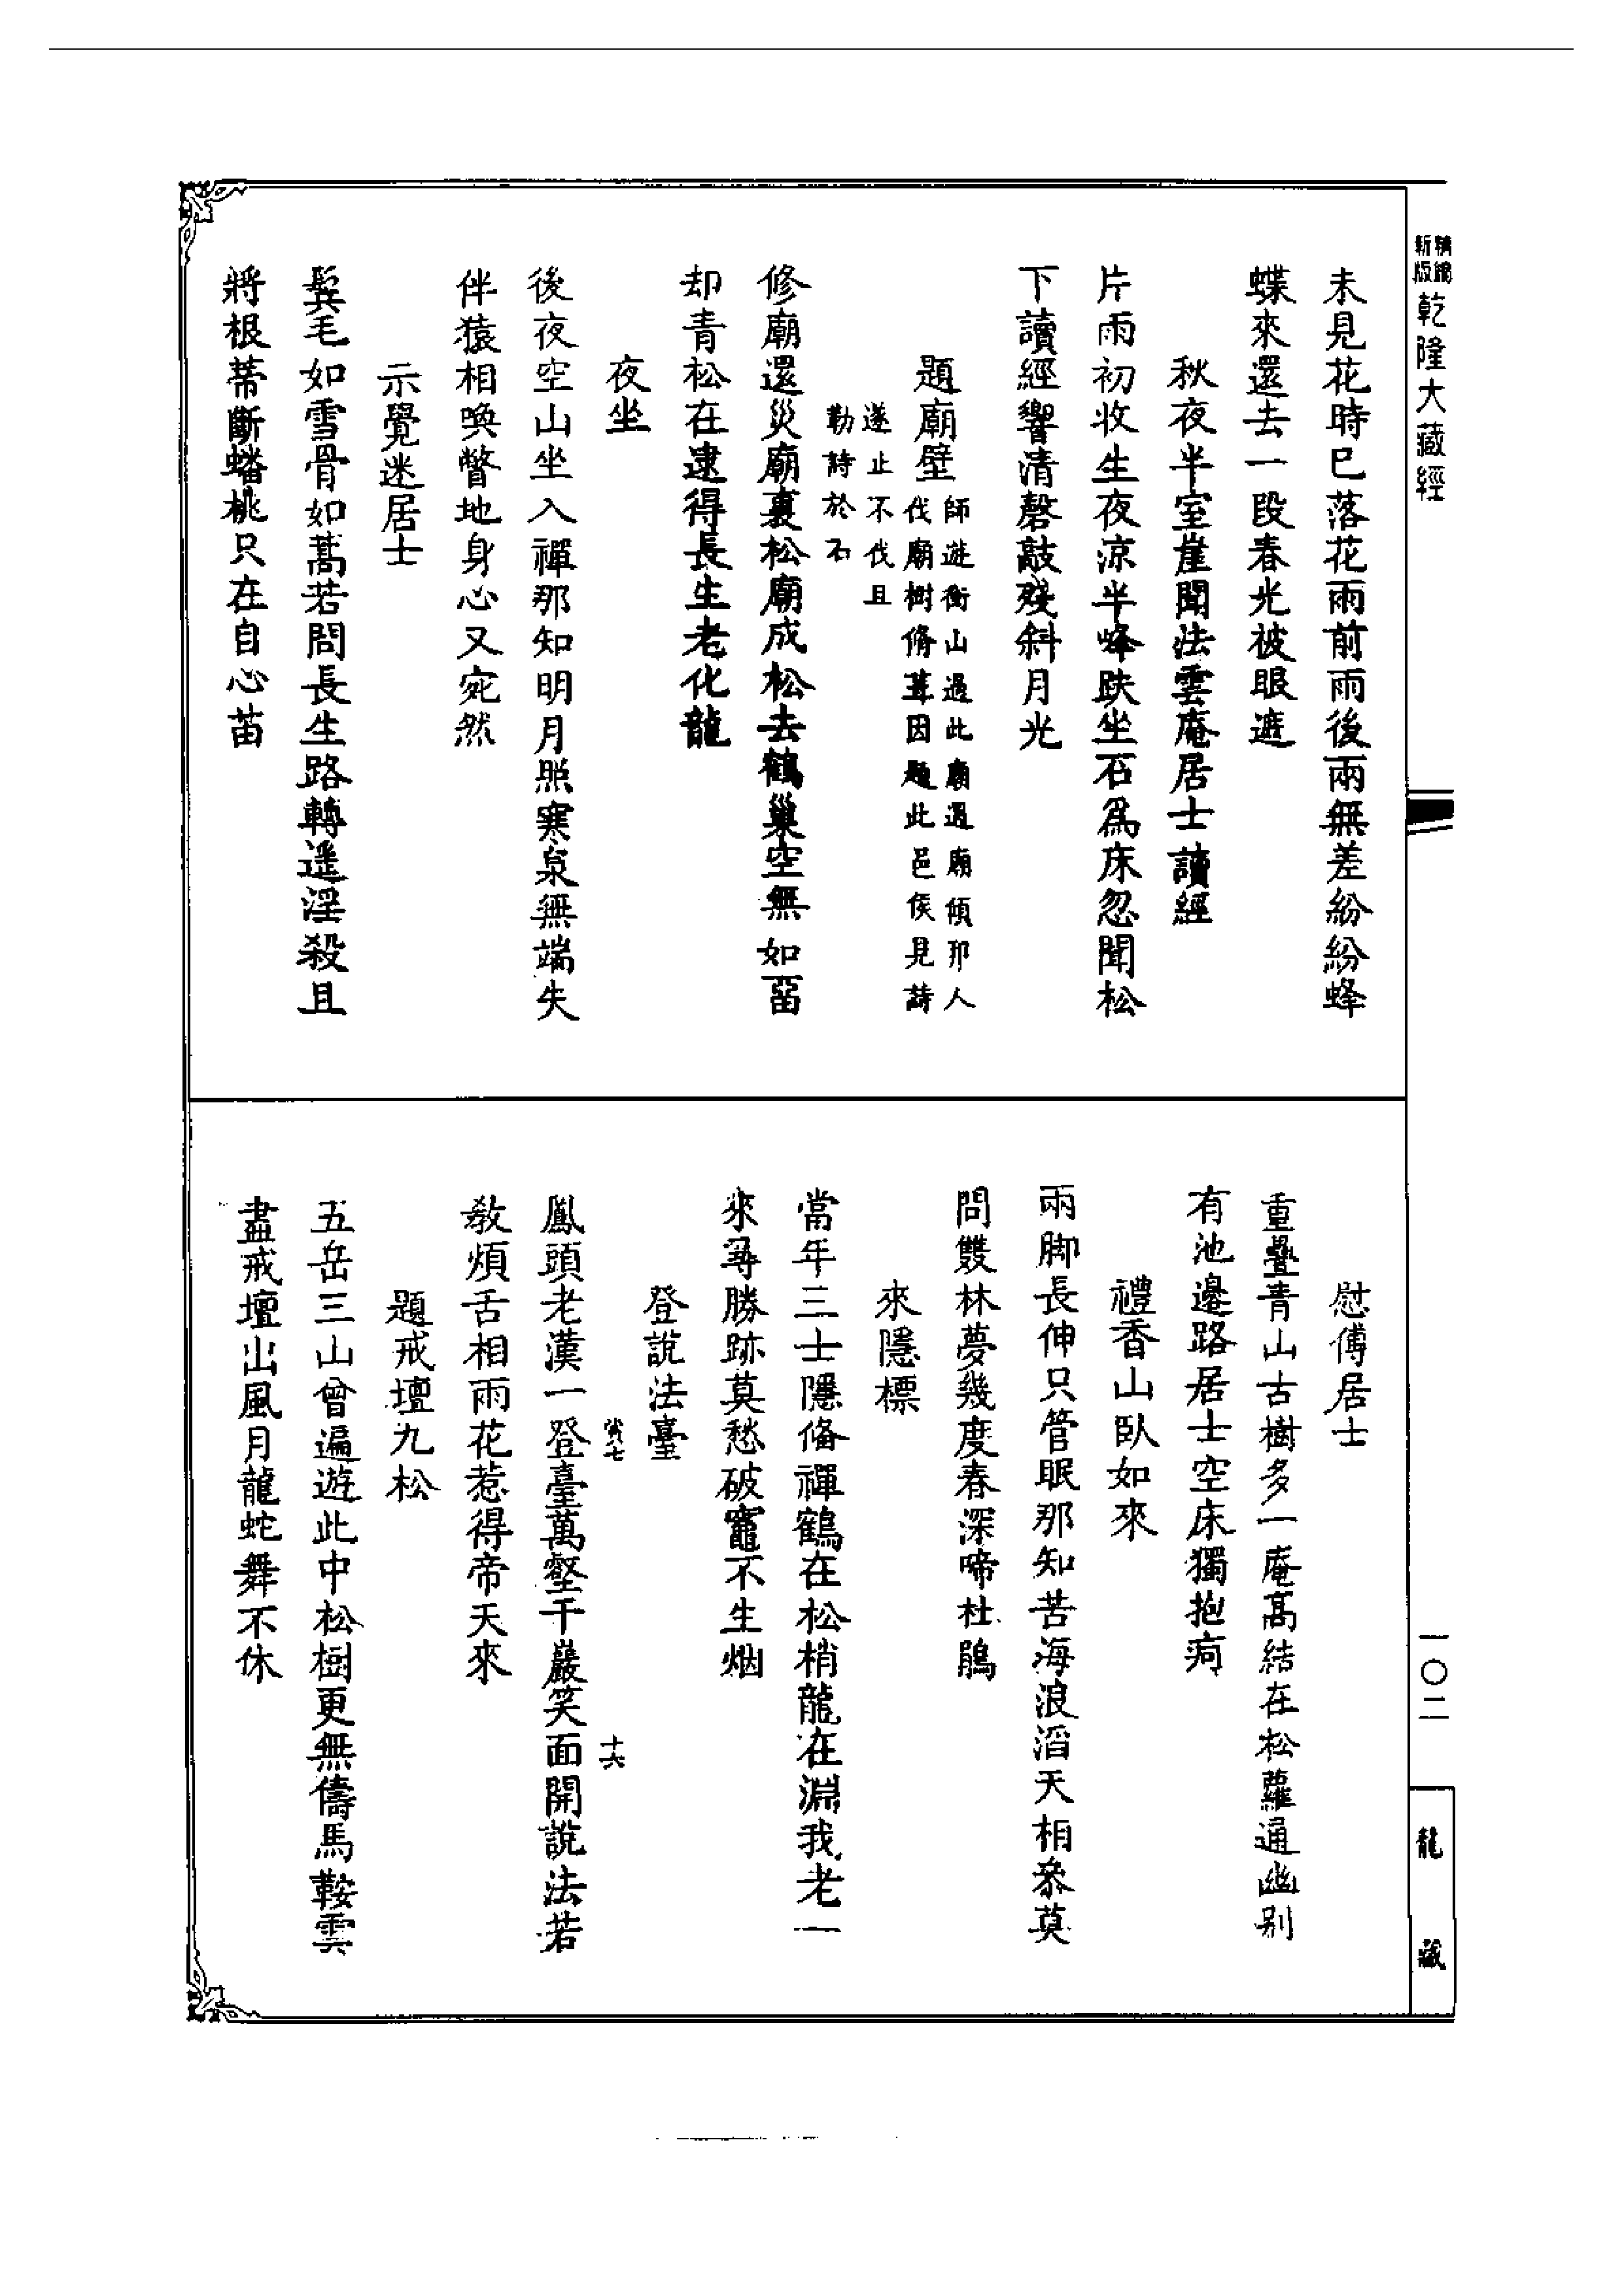 精編
新版
乾隆大藏經
未見花時已落花雨前雨後兩無差紛紛蜂
蝶來還去一段春光被眼遮
秋夜半室崖聞法雲庵居士讀經
片雨初收生夜涼半峰趺坐石為床忽聞松
下讀經響清磬敲殘斜月光
題廟壁
師遊衡山過此廟遇廟傾那人
伐廟樹脩葺因題此邑侯見詩
遂止不伐且
勒詩於石
修廟還災廟裏松廟成松去鶴巢空無如留
却青松在逮得長生老化龍
夜坐
後夜空山坐入禪那知明月照寒泉無端失
伴猿相喚瞥地身心又宛然
示覺迷居士
鬂毛如雪骨如蒿若問長生路轉遥淫殺且
將根蒂斷蟠桃只在自心苗
慰傅居士
重疊青山古樹多一庵高結在松蘿通幽别
有池邊路居士空床獨抱痾
禮香山臥如來
兩脚長伸只管眠那知苦海浪滔天相叅莫
問雙林夢幾度春深啼杜鵑
來隱標
當年三士隱脩禪鶴在松梢龍在淵我老一
來尋勝跡莫愁破竈不生烟
登說法臺
鳳頭老漢一登臺萬壑千巖笑面開說法若
敎煩舌相雨花惹得帝天來
題戒壇九松
五岳三山曾遍遊此中松樹更無儔馬鞍雲
盡戒壇出風月龍蛇舞不休
十六
一〇二
龍藏